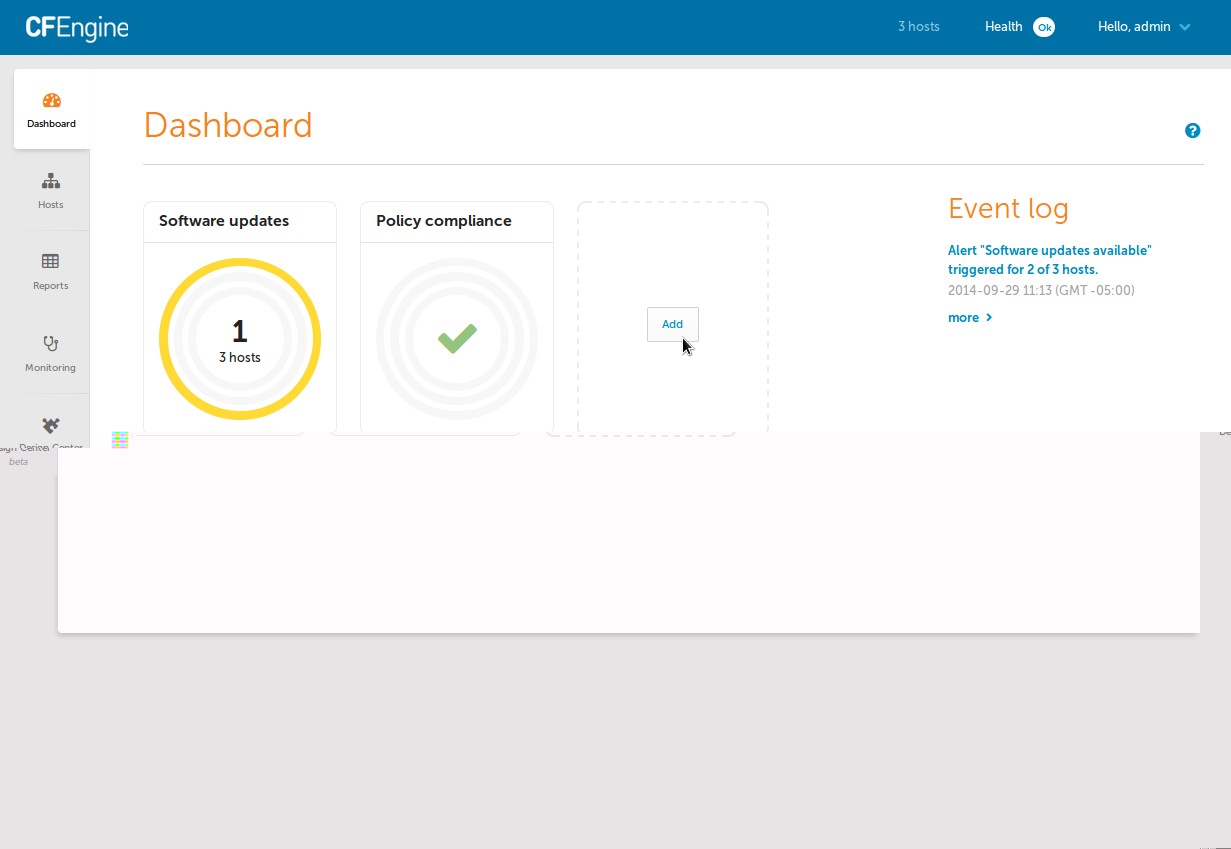 CFEngine
3 hosts
Health
Ok
Hello, admin
Dashboard
Hosts
Reports
Monitoring
beta
Dashboard
?
Software updates
1
3 hosts
Policy compliance
Add
Event log
Alert "Software updates available"
triggered for 2 of 3 hosts.
2014-09-29 11:13 (GMT -05:00)
more